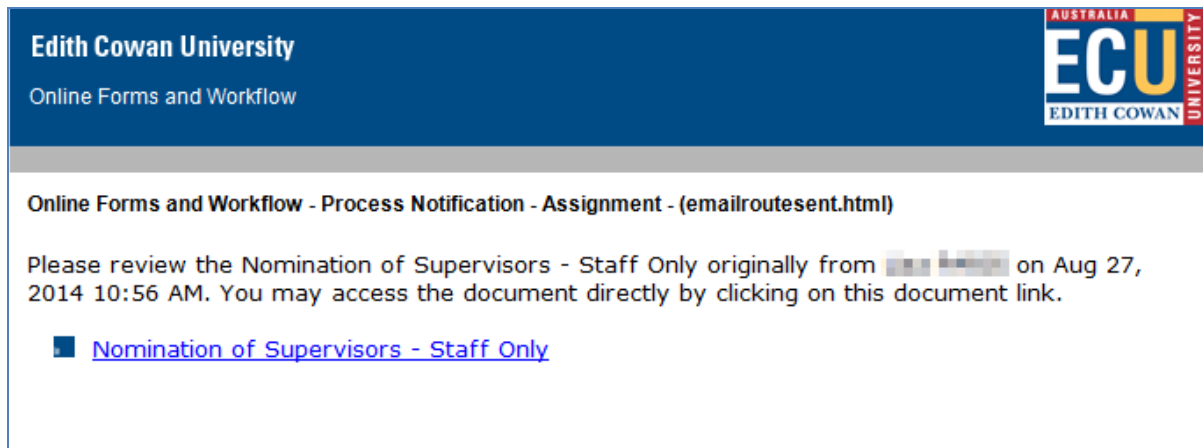 Edith Cowan University
Online Forms and Workflow
AUSTRALIA
ECU
EDITH COWAN
UNIVERSITY
Online Forms and Workflow - Process Notification - Assignment - (emailroutesent.html)
Please review the Nomination of Supervisors - Staff Only originally from on Aug 27,
2014 10:56 AM. You may access the document directly by clicking on this document link.
Nomination of Supervisors - Staff Only